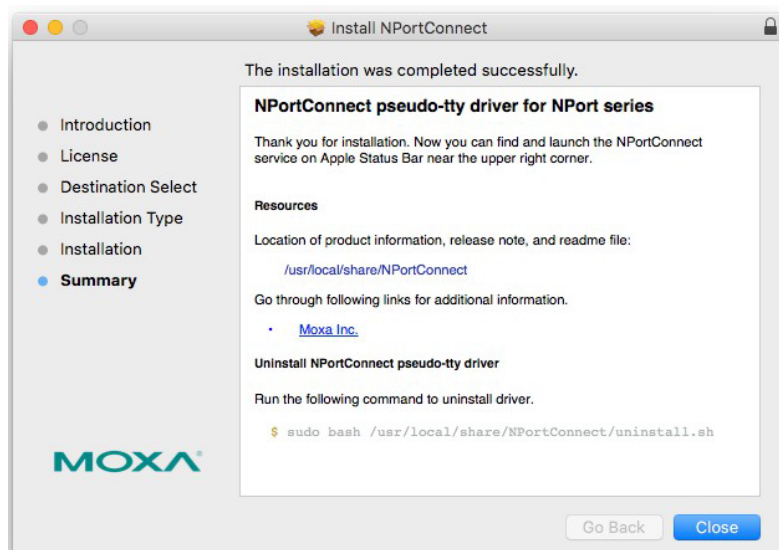 Install NPortConnect
The installation was completed successfully.
Introduction
License
Destination Select
Installation Type
Installation
Summary
NPortConnect pseudo-tty driver for NPort series
Thank you for installation. Now you can find and launch the NPortConnect
service on Apple Status Bar near the upper right corner.
Resources
Location of product information, release note, and readme file:
/usr/local/share/NPortConnect
Go through following links for additional information.
• Moxa Inc.
Uninstall NPortConnect pseudo-tty driver
Run the following command to uninstall driver.
$ sudo bash /usr/local/share/NPortConnect/uninstall.sh
MOXA®
Go Back
Close